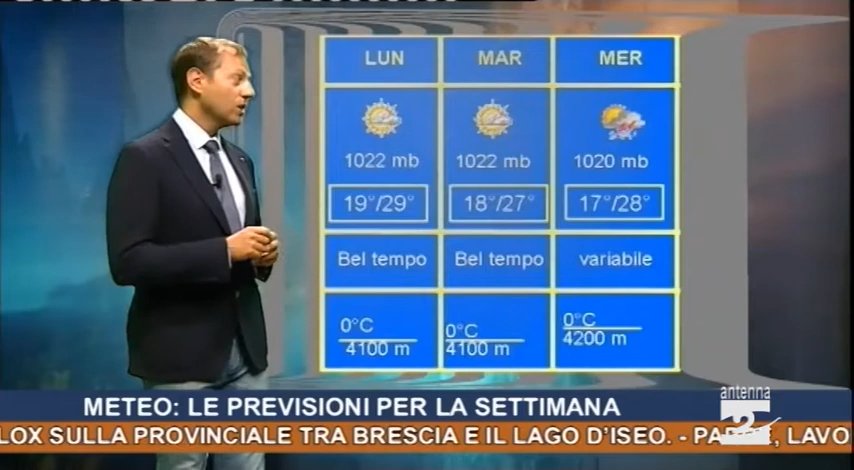 LUN MAR MER
1022 mb 1022 mb 1020 mb
19°/29° 18°/27° 17°/28°
Bel tempo Bel tempo variabile
0°C 0°C 0°C
4100 m 4100 m 4200 m
antenna
2
METEO: LE PREVISIONI PER LA SETTIMANA
LOX SULLA PROVINCIALE TRA BRESCIA E IL LAGO D'ISEO. - LAVO